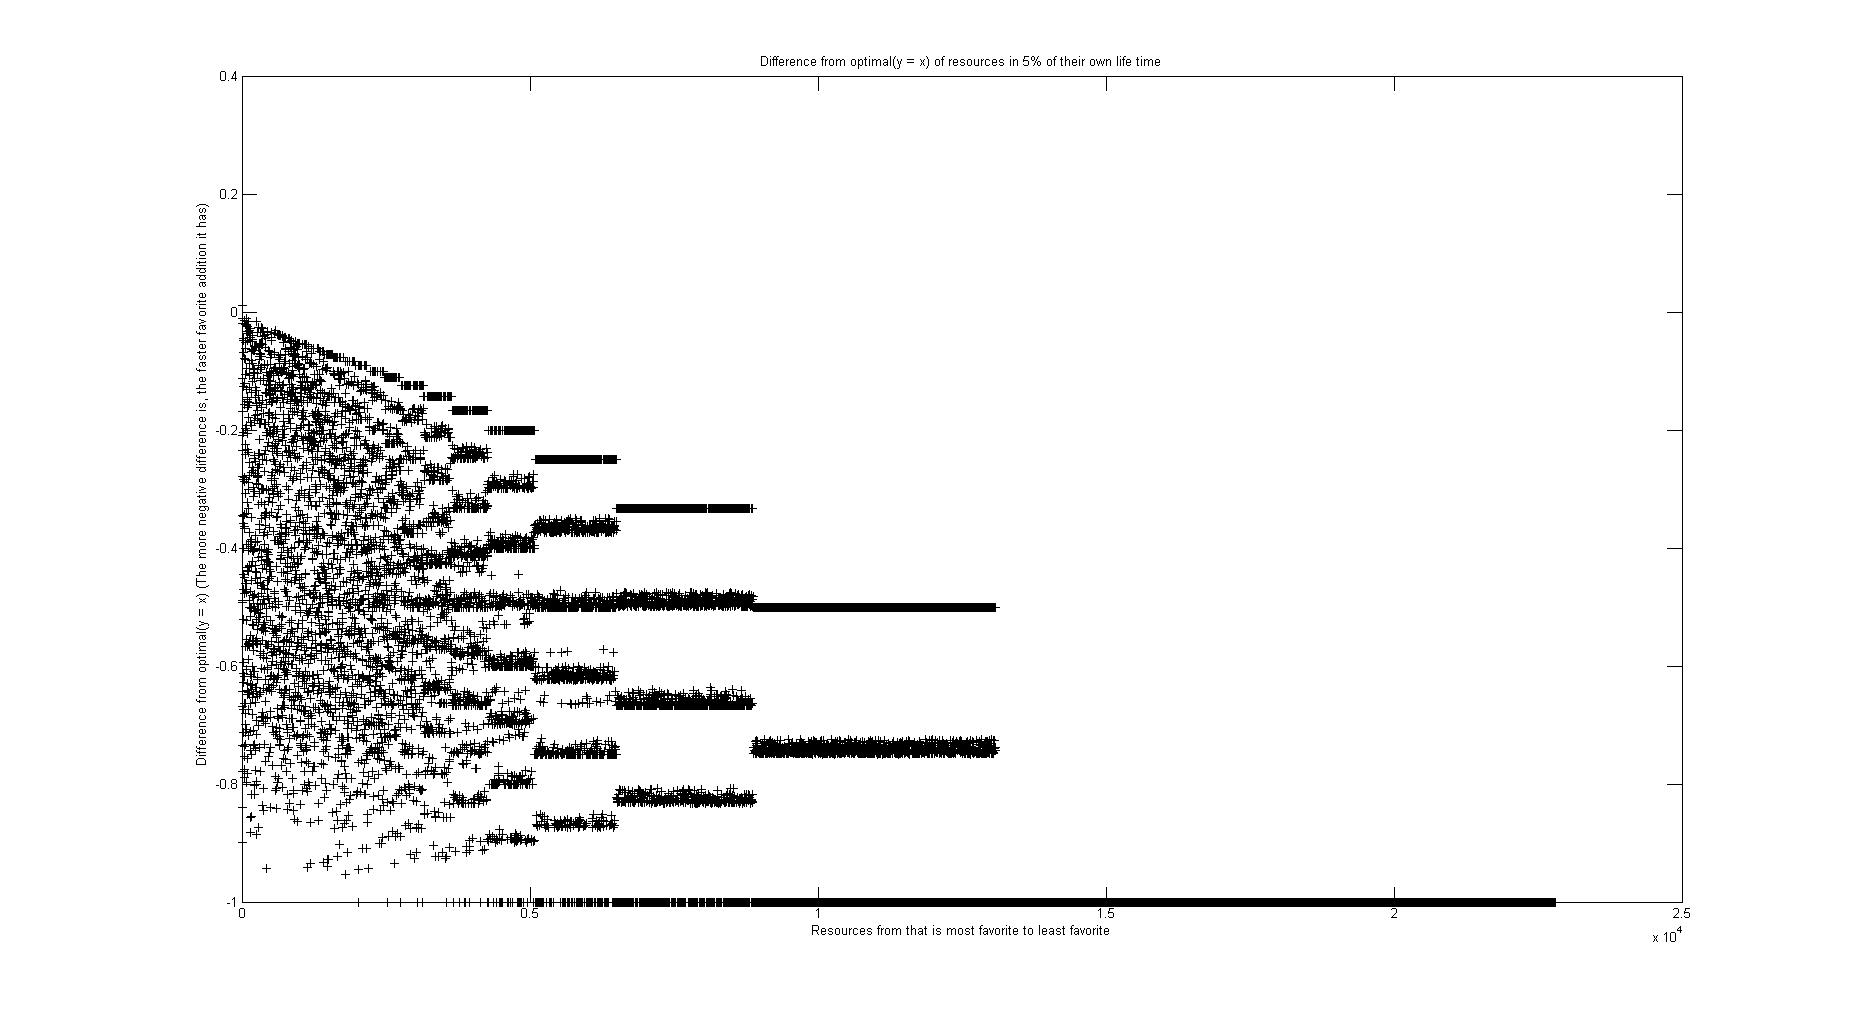 Difference from optimal(y = x) of resources in 5% of their own life time
Difference from optimal(y = x) (The more negative difference is, the faster favorite addition it has)
0.4
0.2
0
-0.2
-0.4
-0.6
-0.8
-1
0 0.5 1 1.5 2 2.5
x 10^4
Resources from that is most favorite to least favorite